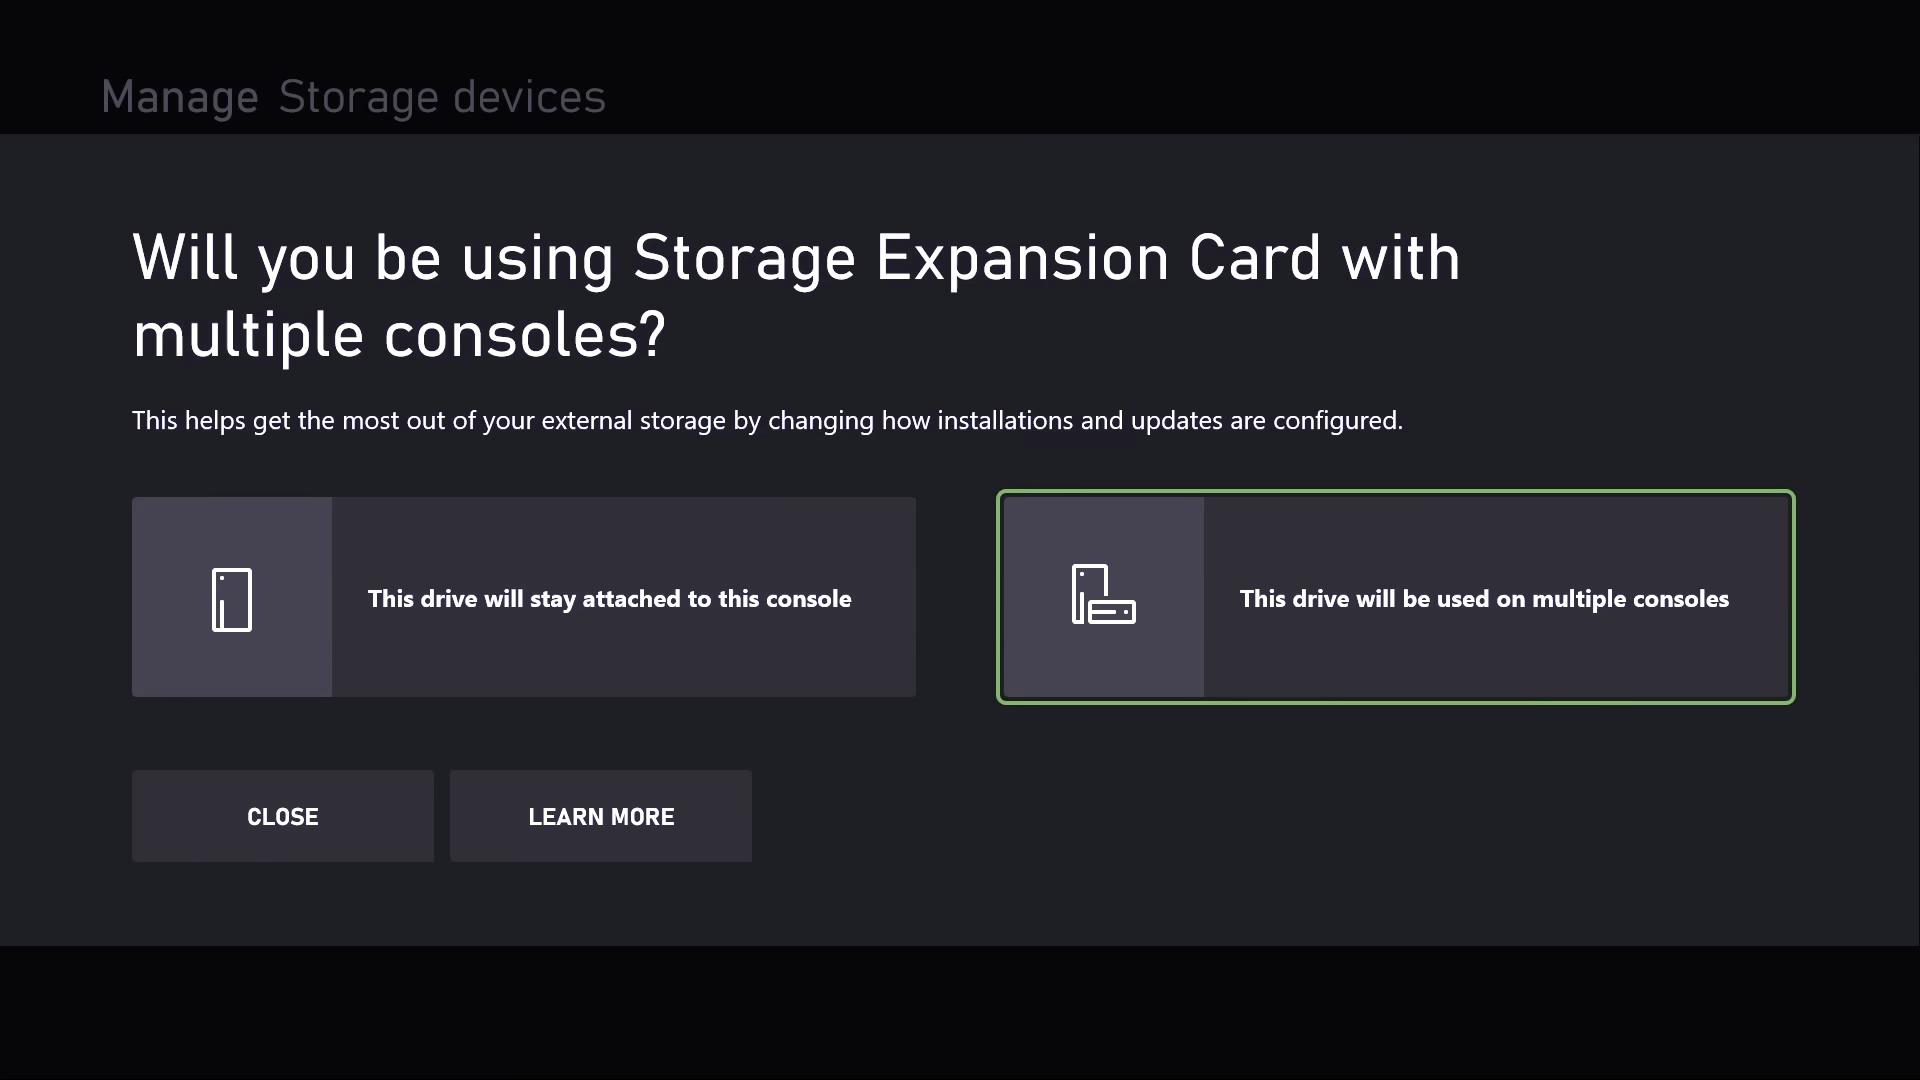 Manage Storage devices
Will you be using Storage Expansion Card with
multiple consoles?
This helps get the most out of your external storage by changing how installations and updates are configured.
This drive will stay attached to this console
This drive will be used on multiple consoles
CLOSE
LEARN MORE